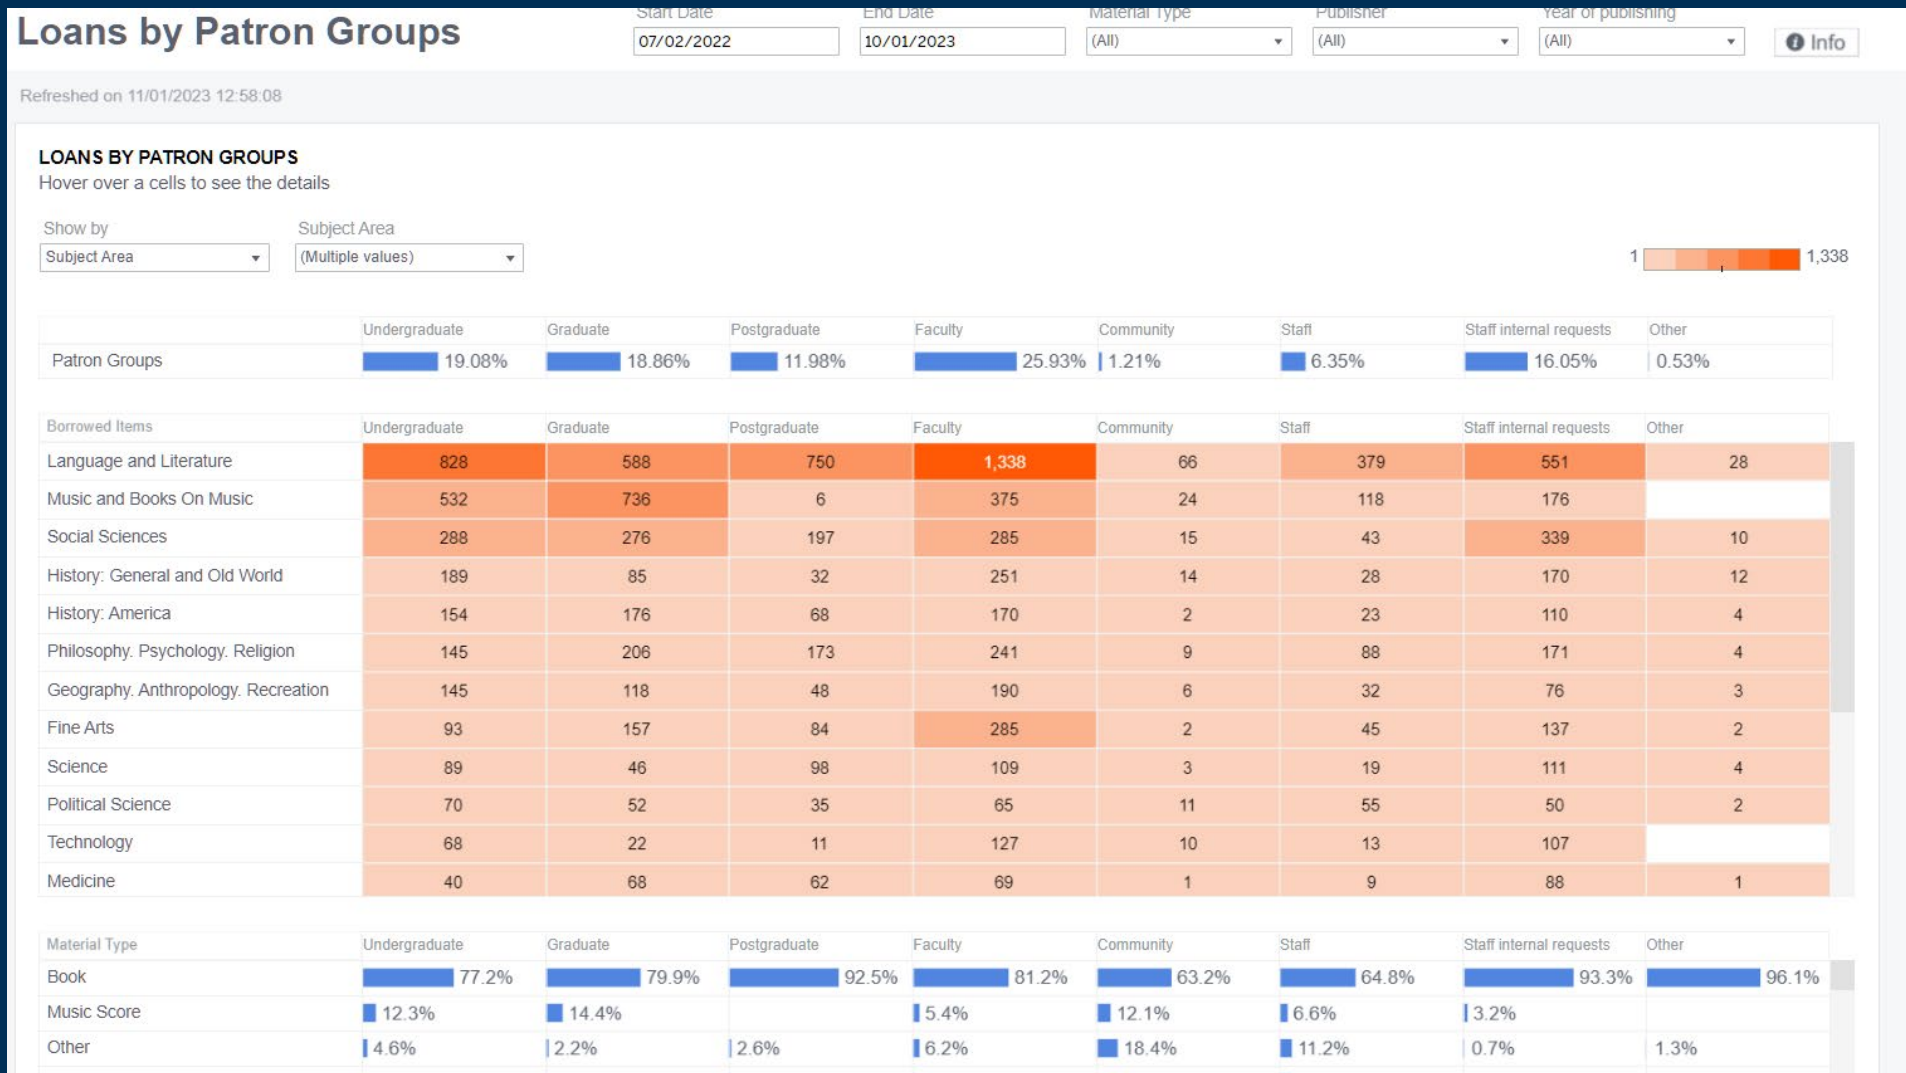 Start Date End Date Material Type Publisher Year of publishing
Loans by Patron Groups 07/02/2022 10/01/2023 (All) (All) (All) Info
Refreshed on 11/01/2023 12:58:08
LOANS BY PATRON GROUPS
Hover over a cells to see the details
Show by Subject Area
Subject Area (Multiple values) 1 1,338
Undergraduate Graduate Postgraduate Faculty Community Staff Staff internal requests Other
Patron Groups 19.08% 18.86% 11.98% 25.93% 1.21% 6.35% 16.05% 0.53%
Borrowed Items Undergraduate Graduate Postgraduate Faculty Community Staff Staff internal requests Other
Language and Literature 828 588 750 1,338 66 379 551 28
Music and Books On Music 532 736 6 375 24 118 176
Social Sciences 288 276 197 285 15 43 339 10
History: General and Old World 189 85 32 251 14 28 170 12
History: America 154 176 68 170 2 23 110 4
Philosophy. Psychology. Religion 145 206 173 241 9 88 171 4
Geography. Anthropology. Recreation 145 118 48 190 6 32 76 3
Fine Arts 93 157 84 285 2 45 137 2
Science 89 46 98 109 3 19 111 4
Political Science 70 52 35 65 11 55 50 2
Technology 68 22 11 127 10 13 107
Medicine 40 68 62 69 1 9 88 1
Material Type Undergraduate Graduate Postgraduate Faculty Community Staff Staff internal requests Other
Book 77.2% 79.9% 92.5% 81.2% 63.2% 64.8% 93.3% 96.1%
Music Score 12.3% 14.4% 5.4% 12.1% 6.6% 3.2%
Other 4.6% 2.2% 2.6% 6.2% 18.4% 11.2% 0.7% 1.3%